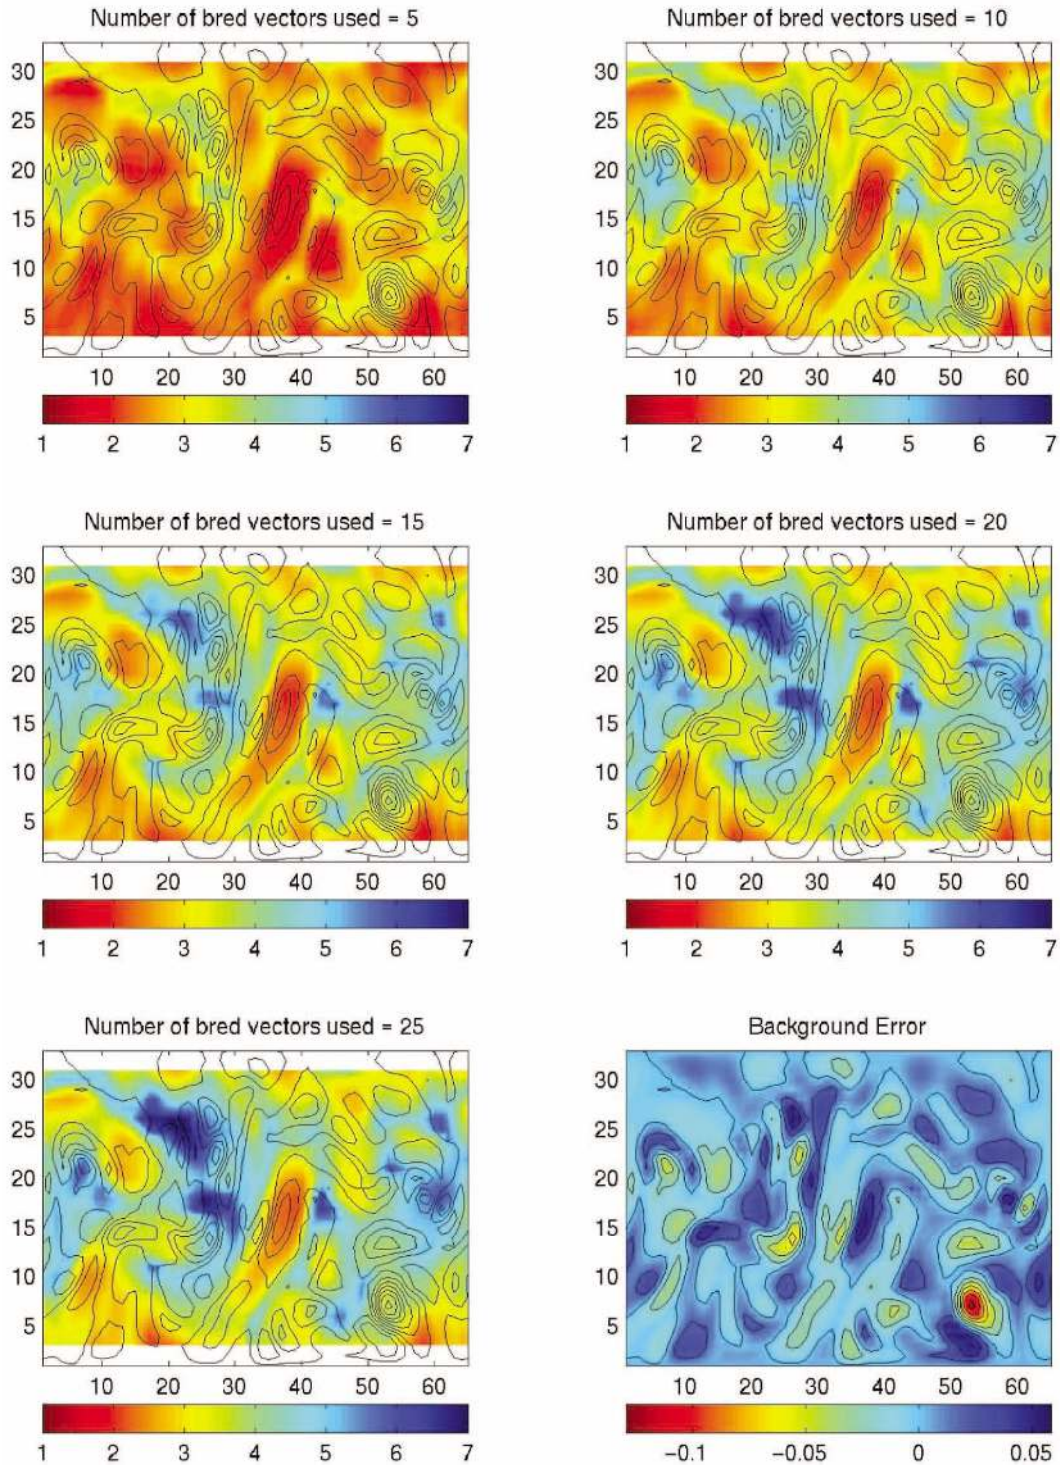 Number of bred vectors used = 5
Number of bred vectors used = 10
30
25
20
15
10
5
30
25
20
15
10
5
10 20 30 40 50 60
10 20 30 40 50 60
1 2 3 4 5 6 7
1 2 3 4 5 6 7
Number of bred vectors used = 15
Number of bred vectors used = 20
30
25
20
15
10
5
30
25
20
15
10
5
10 20 30 40 50 60
10 20 30 40 50 60
1 2 3 4 5 6 7
1 2 3 4 5 6 7
Number of bred vectors used = 25
Background Error
30
25
20
15
10
5
30
25
20
15
10
5
10 20 30 40 50 60
10 20 30 40 50 60
1 2 3 4 5 6 7
−0.1 −0.05 0 0.05